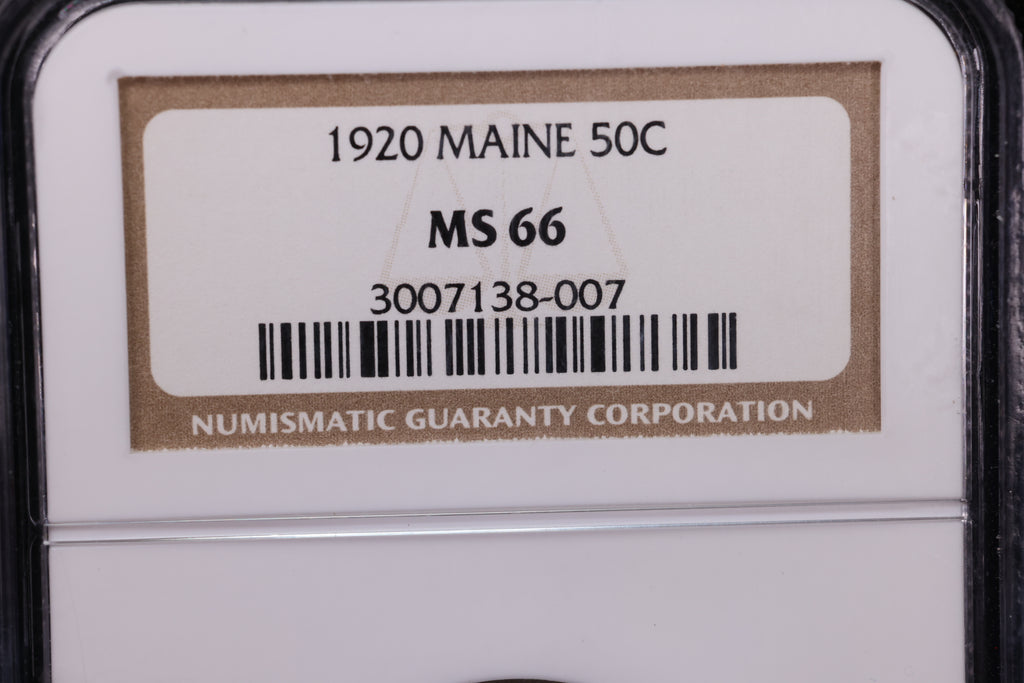 1920 MAINE 50C
MS 66
3007138-007
NUMISMATIC GUARANTY CORPORATION